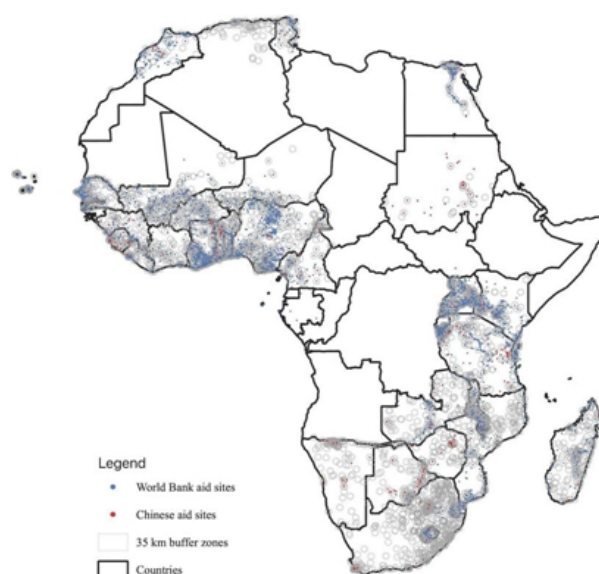 Legend
World Bank aid sites
Chinese aid sites
35 km buffer zones
Countries